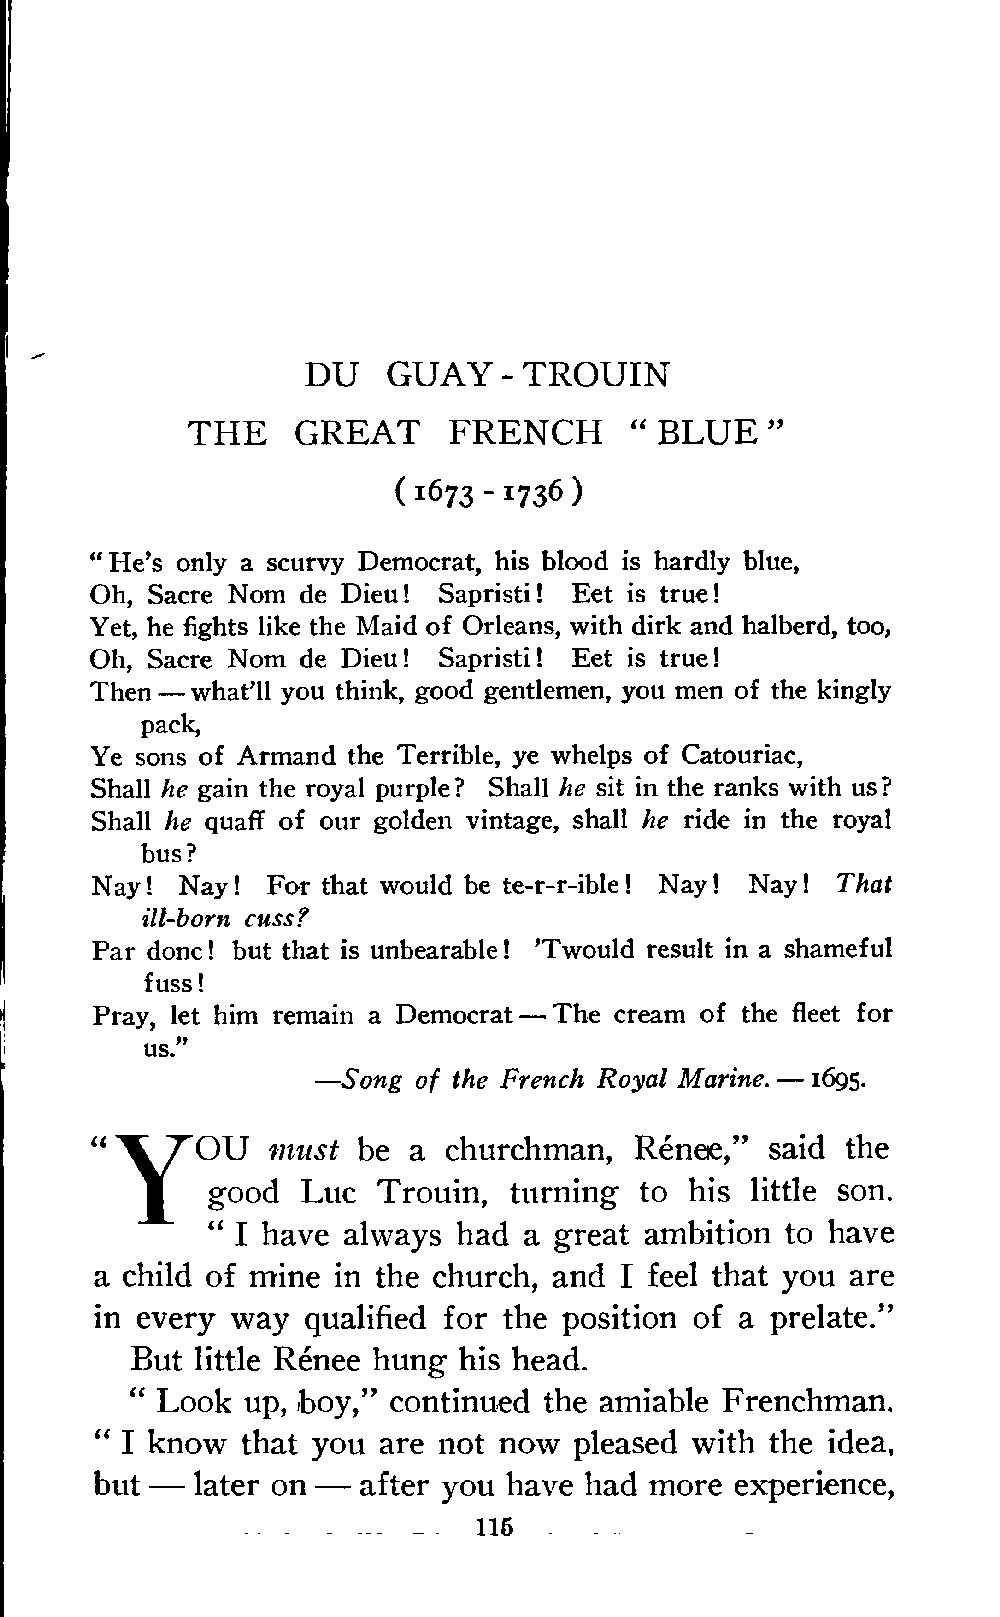 DU GUAY-TROUIN
THE GREAT FRENCH "BLUE"
(1673-1736)
"He's only a scurvy Democrat, his blood is hardly blue,
Oh, Sacre Nom de Dieu! Sapristi! Eet is true!
Yet, he fights like the Maid of Orleans, with dirk and halberd, too,
Oh, Sacre Nom de Dieu! Sapristi! Eet is true!
Then — what'll you think, good gentlemen, you men of the kingly
pack,
Ye sons of Armand the Terrible, ye whelps of Catouriac,
Shall he gain the royal purple? Shall he sit in the ranks with us?
Shall he quaff of our golden vintage, shall he ride in the royal
bus?
Nay! Nay! For that would be te-r-r-ible! Nay! Nay! That
ill-born cuss?
Par donc! but that is unbearable! 'Twould result in a shameful
fuss!
Pray, let him remain a Democrat — The cream of the fleet for
us."
—Song of the French Royal Marine. — 1695.
"YOU must be a churchman, Rénee," said the
good Luc Trouin, turning to his little son.
"I have always had a great ambition to have
a child of mine in the church, and I feel that you are
in every way qualified for the position of a prelate."
But little Rénee hung his head.
"Look up, boy," continued the amiable Frenchman.
"I know that you are not now pleased with the idea,
but — later on — after you have had more experience,
115